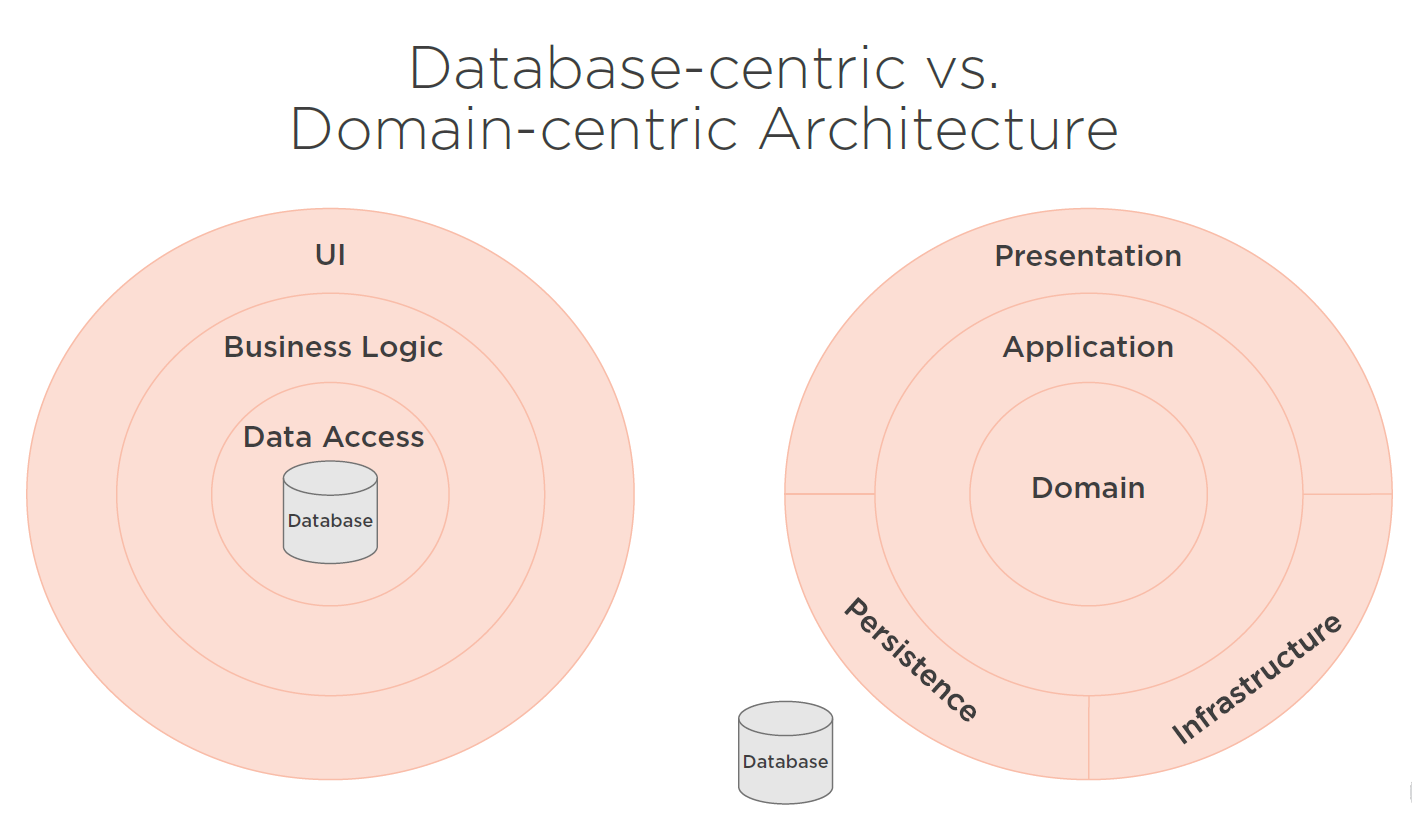 Database-centric vs.
Domain-centric Architecture
UI
Business Logic
Data Access
Database
Presentation
Application
Domain
Persistence
Infrastructure
Database